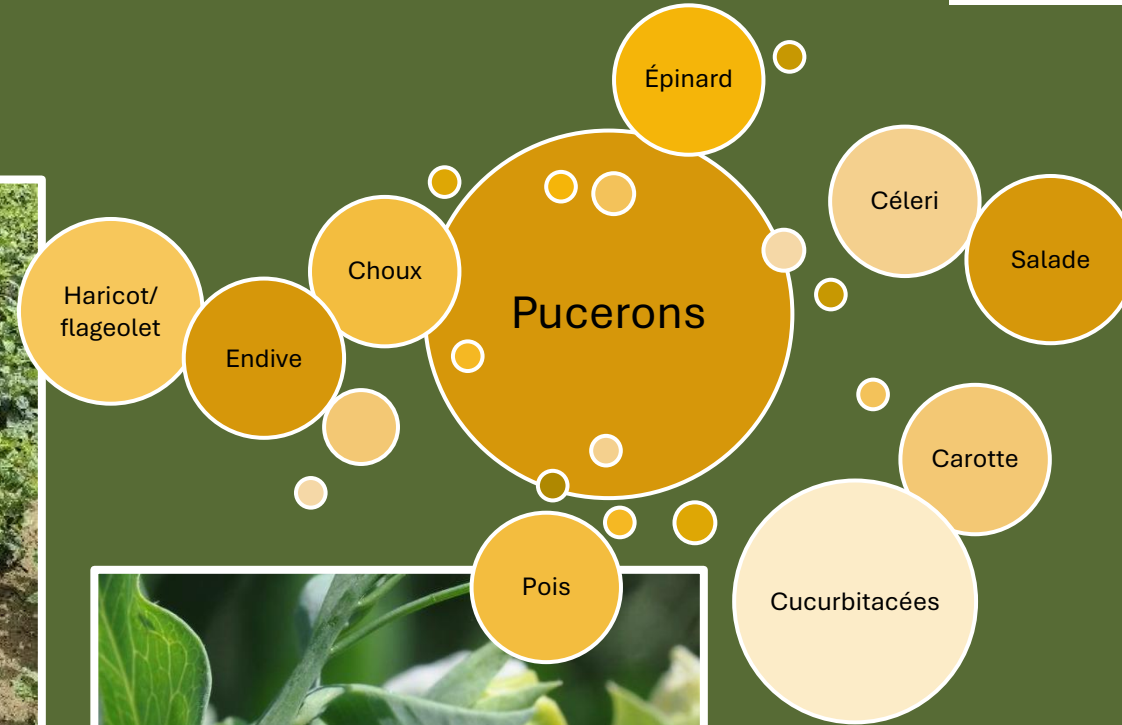 Épinard
Céleri
Salade
Choux
Haricot/
flageolet
Endive
Pucerons
Carotte
Pois
Cucurbitacées